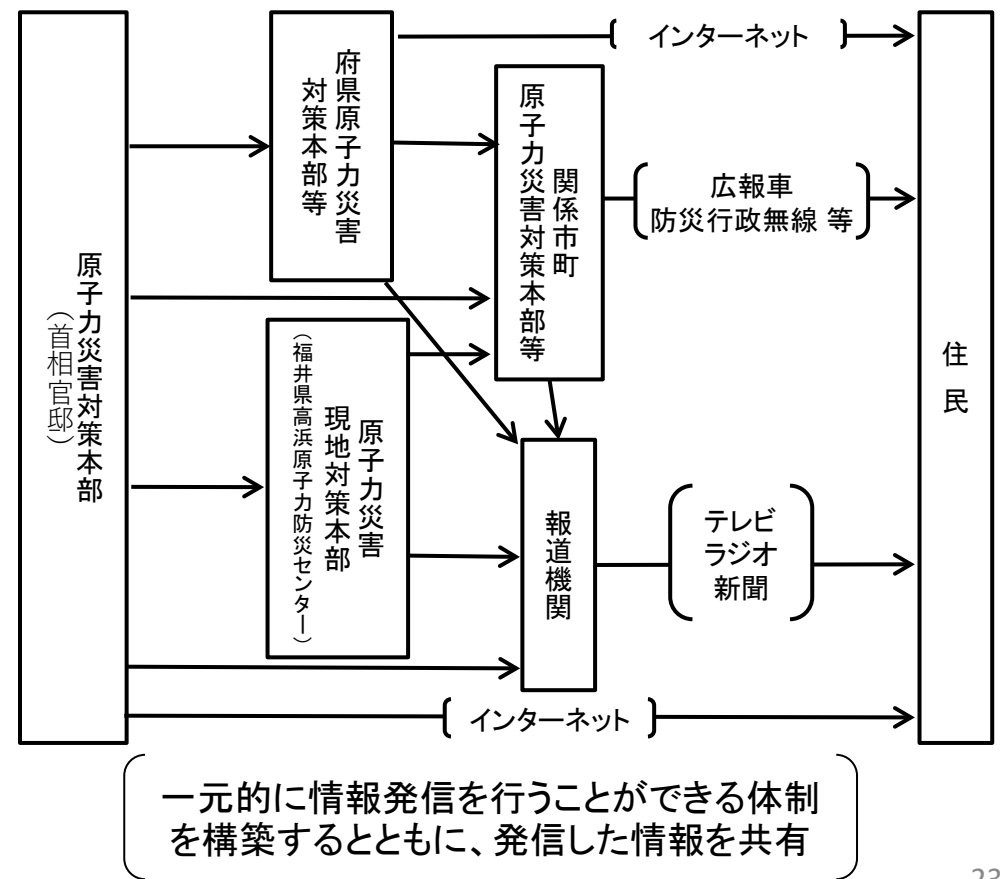 原子力災害対策本部
（首相官邸）
府県原子力災害
対策本部等
インターネット
関係市町
原子力災害対策本部等
広報車
防災行政無線 等
原子力災害
現地対策本部
（福井県高浜原子力防災センター）
報道機関
テレビ
ラジオ
新聞
インターネット
住民
一元的に情報発信を行うことができる体制
を構築するとともに、発信した情報を共有
23